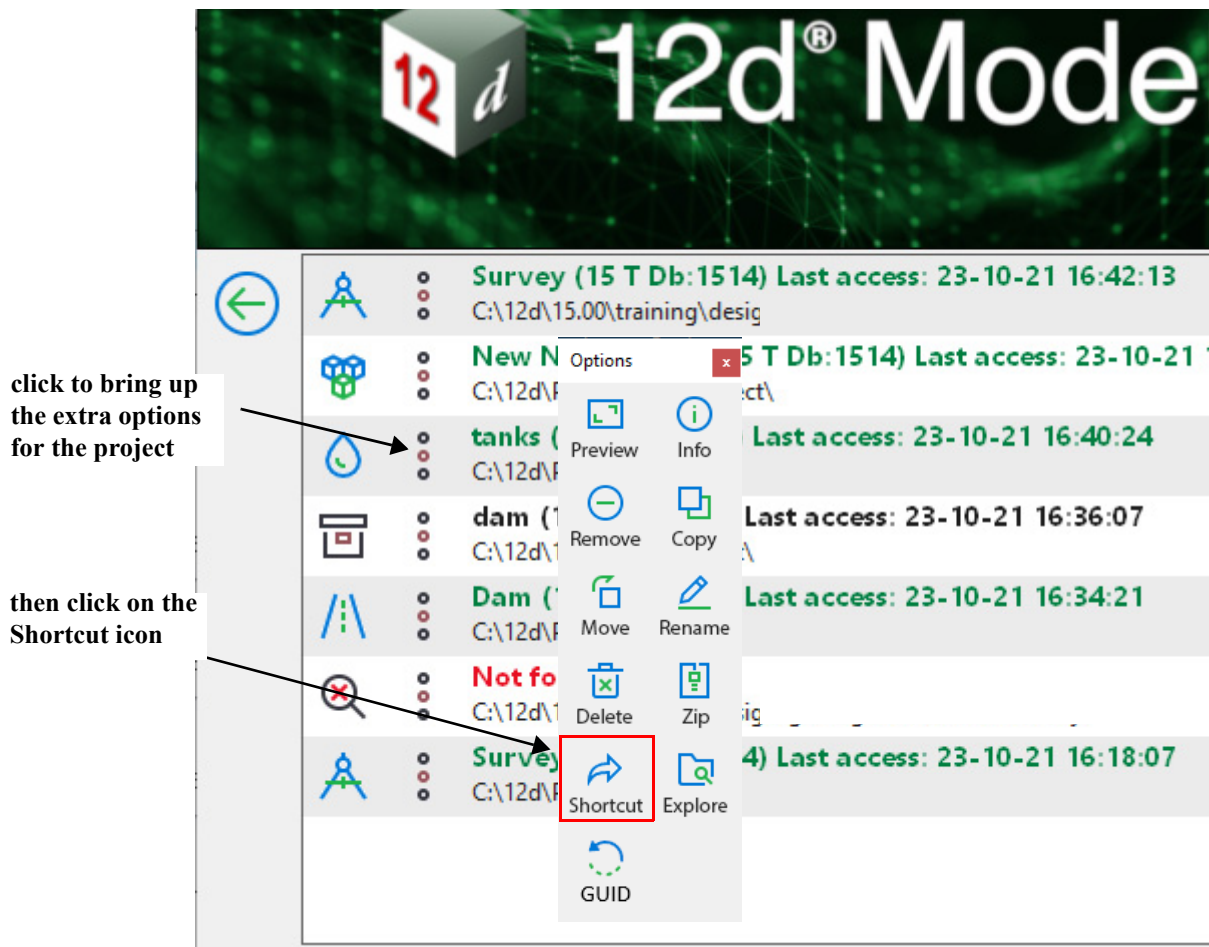 12 d 12d® Mode
Survey (15 T Db:1514) Last access: 23-10-21 16:42:13
C:\12d\15.00\training\desig
New N 5 T Db:1514) Last access: 23-10-21
C:\12d\ ect\
Options x
click to bring up
the extra options
for the project
tanks ( ) Last access: 23-10-21 16:40:24
C:\12d\
Preview Info
dam ( Last access: 23-10-21 16:36:07
C:\12d\1 \
Remove Copy
then click on the
Shortcut icon
Dam ( Last access: 23-10-21 16:34:21
C:\12d\
Move Rename
Not fo
C:\12d\1 sig
Delete Zip
Survey 4) Last access: 23-10-21 16:18:07
C:\12d\
Shortcut Explore
GUID